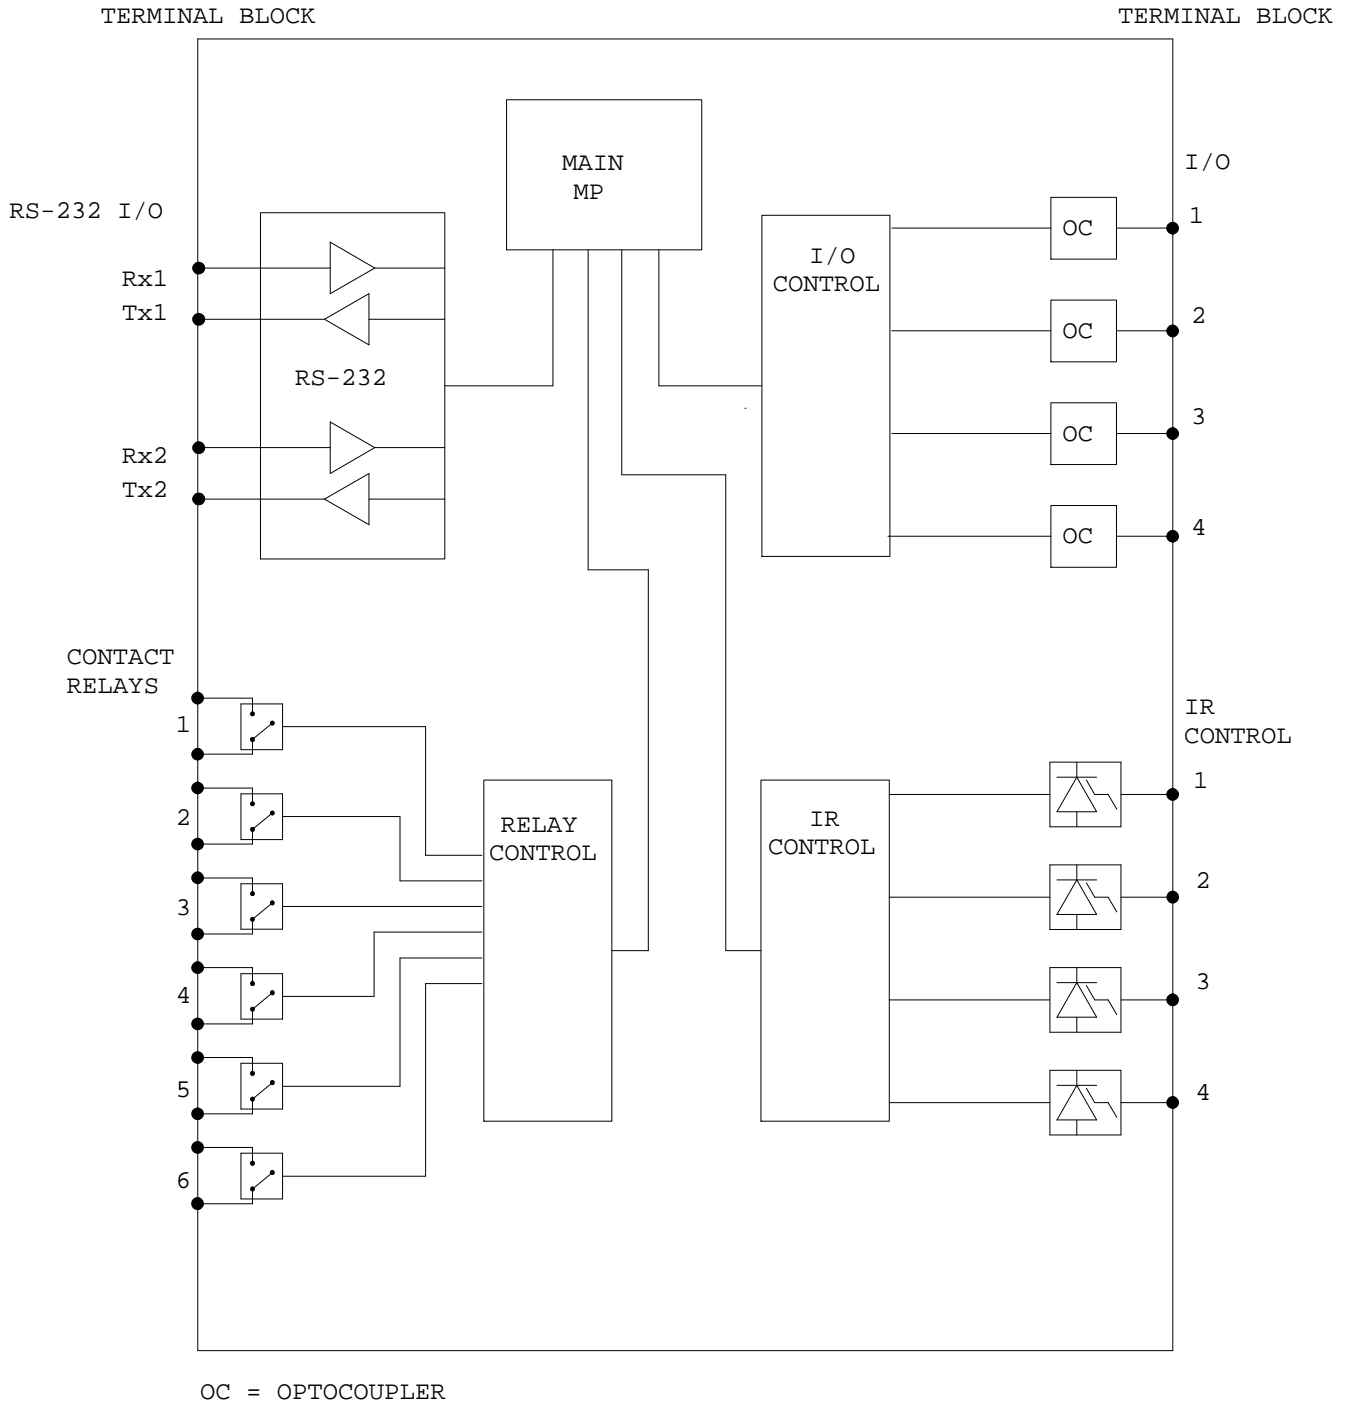 TERMINAL BLOCK
TERMINAL BLOCK
MAIN
MP
I/O
RS-232 I/O
1
OC
I/O
CONTROL
Rx1
Tx1
2
OC
RS-232
3
OC
Rx2
Tx2
4
OC
CONTACT
RELAYS
1
2
3
4
5
6
RELAY
CONTROL
IR
CONTROL
IR
CONTROL
1
2
3
4
OC = OPTOCOUPLER